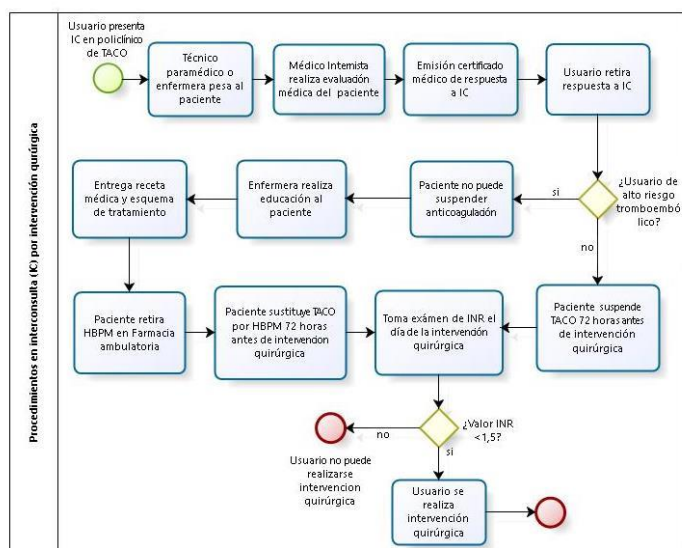 Procedimientos en interconsulta (IC) por intervención quirúrgica
Usuario presenta
IC en policlínico
de TACO
Técnico
paramédico o
enfermera pesa al
paciente
Médico Internista
realiza evaluación
médica del paciente
Emisión certificado
médico de respuesta
a IC
Usuario retira
respuesta a IC
¿Usuario de
alto riesgo
tromboembó
lico?
si
no
Paciente no puede
suspender
anticoagulación
Enfermera realiza
educación al
paciente
Entrega receta
médica y esquema
de tratamiento
Paciente retira
HBPM en Farmacia
ambulatoria
Paciente sustituye TACO
por HBPM 72 horas
antes de intervencion
quirúrgica
Toma exámen de INR el
día de la intervención
quirúrgica
Paciente suspende
TACO 72 horas antes
de intervención
quirúrgica
¿Valor INR
<1,5?
no
si
Usuario no puede
realizarse
intervencion
quirúrgica
Usuario se
realiza
intervención
quirúrgica